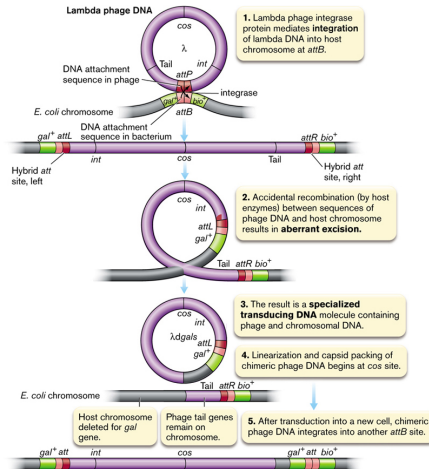 Lambda phage DNA
cos
λ
Tail
int
DNA attachment
sequence in phage
attP
integrase
gal+
bio+
E. coli chromosome
attB
DNA attachment
sequence in bacterium
1. Lambda phage integrase
protein mediates integration
of lambda DNA into host
chromosome at attB.
gal+ attL
attR bio+
int
cos
Tail
Hybrid att
site, left
Hybrid att
site, right
cos
int
attL
gal+
Tail attR bio+
2. Accidental recombination (by host
enzymes) between sequences of
phage DNA and host chromosome
results in aberrant excision.
cos
int
λdgals
attL
gal+
3. The result is a specialized
transducing DNA molecule containing
phage and chromosomal DNA.
4. Linearization and capsid packing of
chimeric phage DNA begins at cos site.
Tail attR bio+
E. coli chromosome
Host chromosome
deleted for gal
gene.
Phage tail genes
remain on
chromosome.
5. After transduction into a new cell, chimeric
phage DNA integrates into another attB site.
gal+ att
int
cos
gal+ att bio+